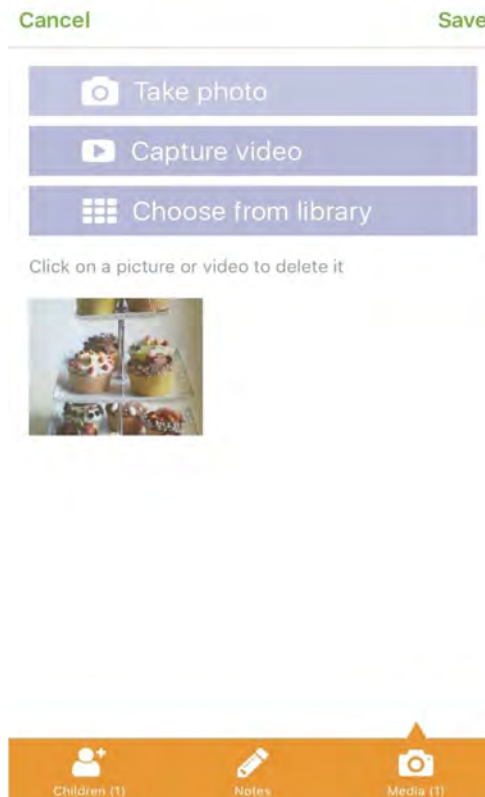 Cancel Save
Take photo
Capture video
Choose from library
Click on a picture or video to delete it
Children (1) Notes Media (1)